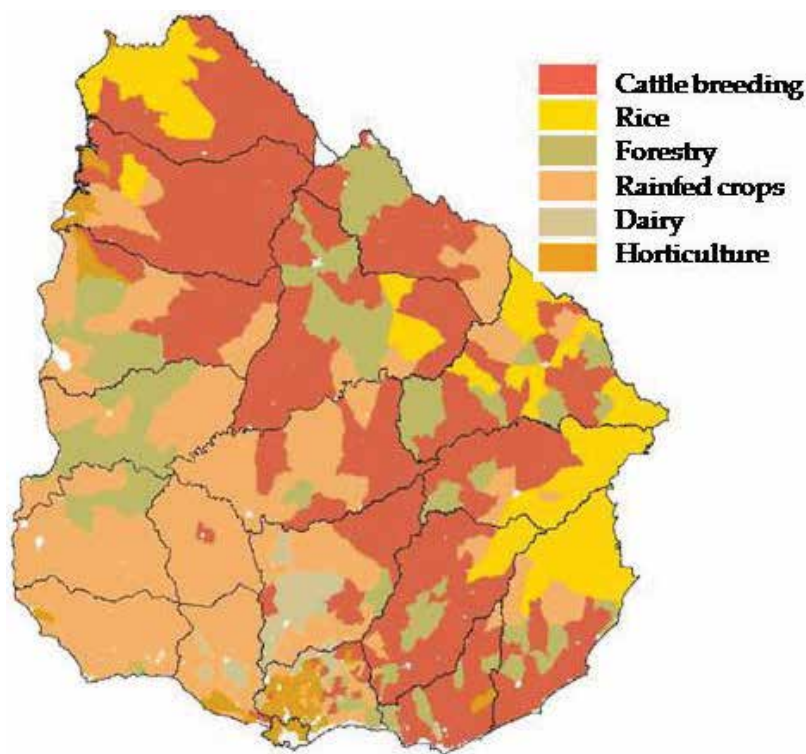 Cattle breeding
Rice
Forestry
Rainfed crops
Dairy
Horticulture